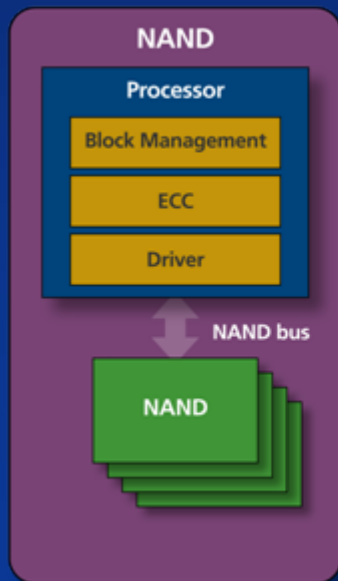 NAND
Processor
Block Management
ECC
Driver
NAND bus
NAND